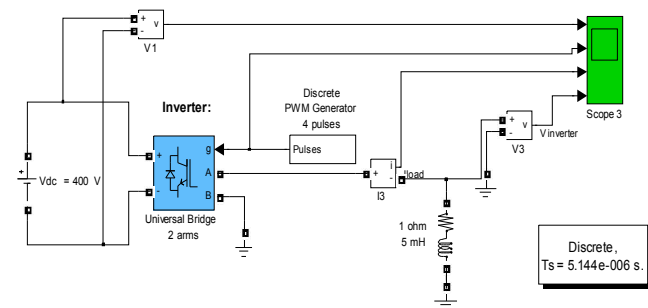 +
-
v
V1
Scope 3
Discrete
PWM Generator
4 pulses
Inverter:
Pulses
+
-
g
A
B
+
Vdc = 400 V
Universal Bridge
2 arms
+
i
-
I3
Iload
+
-
v
V3
V inverter
1 ohm
5 mH
Discrete,
Ts = 5.144e-006 s.